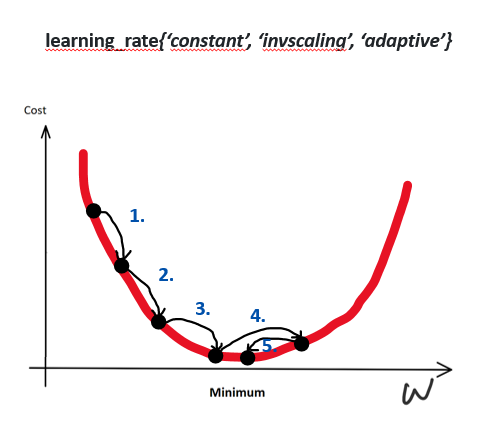 learning_rate{‘constant’, ‘invscaling’, ‘adaptive’}
Cost
1.
2.
3.
4.
5.
Minimum
W